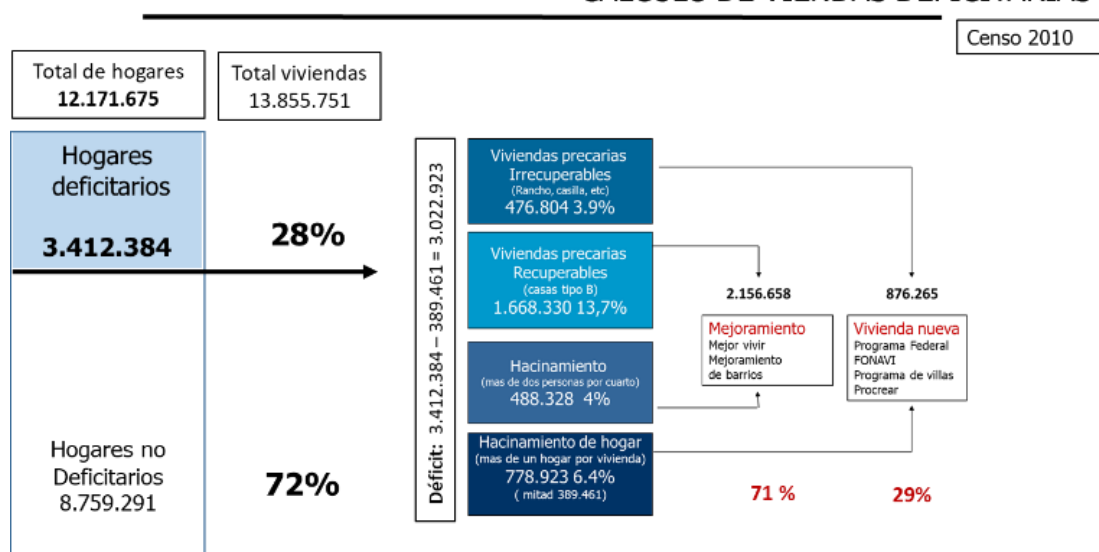 Censo 2010
Total de hogares
12.171.675
Total viviendas
13.855.751
Hogares
deficitarios
3.412.384
28%
Hogares no
Deficitarios
8.759.291
72%
Déficit: 3.412.384 – 389.461 = 3.022.923
Viviendas precarias
Irrecuperables
(Rancho, casilla, etc)
476.804 3.9%
Viviendas precarias
Recuperables
(casas tipo B)
1.668.330 13,7%
Hacinamiento
(mas de dos personas por cuarto)
488.328 4%
Hacinamiento de hogar
(mas de un hogar por vivienda)
778.923 6.4%
( mitad 389.461)
2.156.658
Mejoramiento
Mejor vivir
Mejoramiento
de barrios
71 %
876.265
Vivienda nueva
Programa Federal
FONAVI
Programa de villas
Procrear
29%